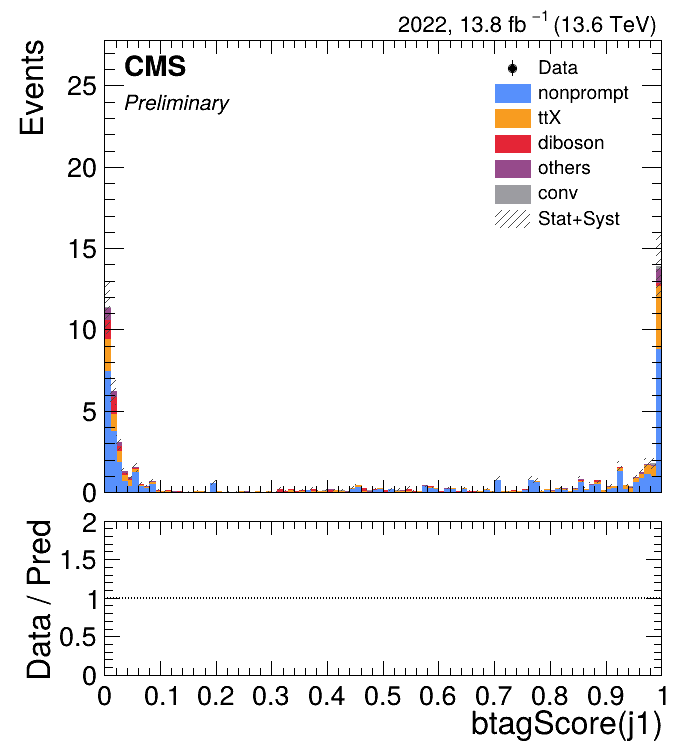 2022, 13.8 fb⁻¹ (13.6 TeV)
CMS
Preliminary
Data
nonprompt
ttX
diboson
others
conv
Stat+Syst
Events
25
20
15
10
5
0
Data / Pred
2
1.5
1
0.5
0
0 0.1 0.2 0.3 0.4 0.5 0.6 0.7 0.8 0.9 1
btagScore(j1)